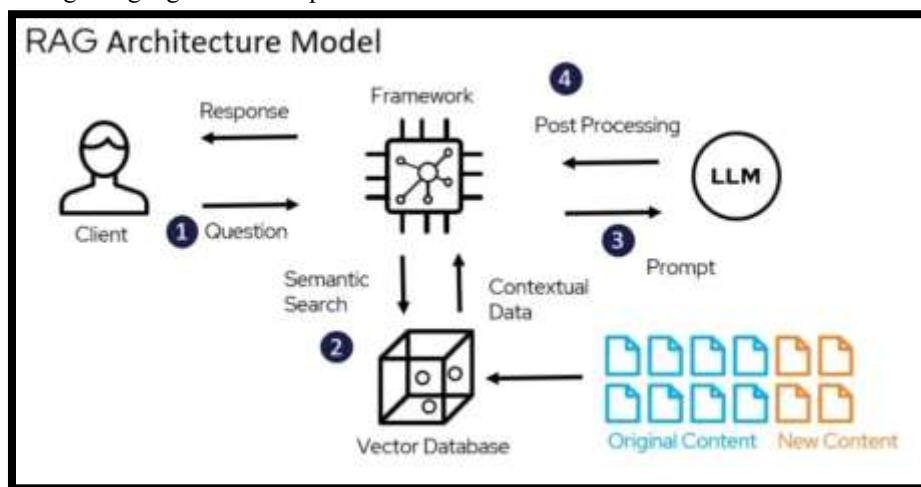 RAG Architecture Model
Framework
4
Response
Post Processing
LLM
Client
1 Question
3
Prompt
Semantic
Search
Contextual
Data
2
Vector Database
Original Content New Content